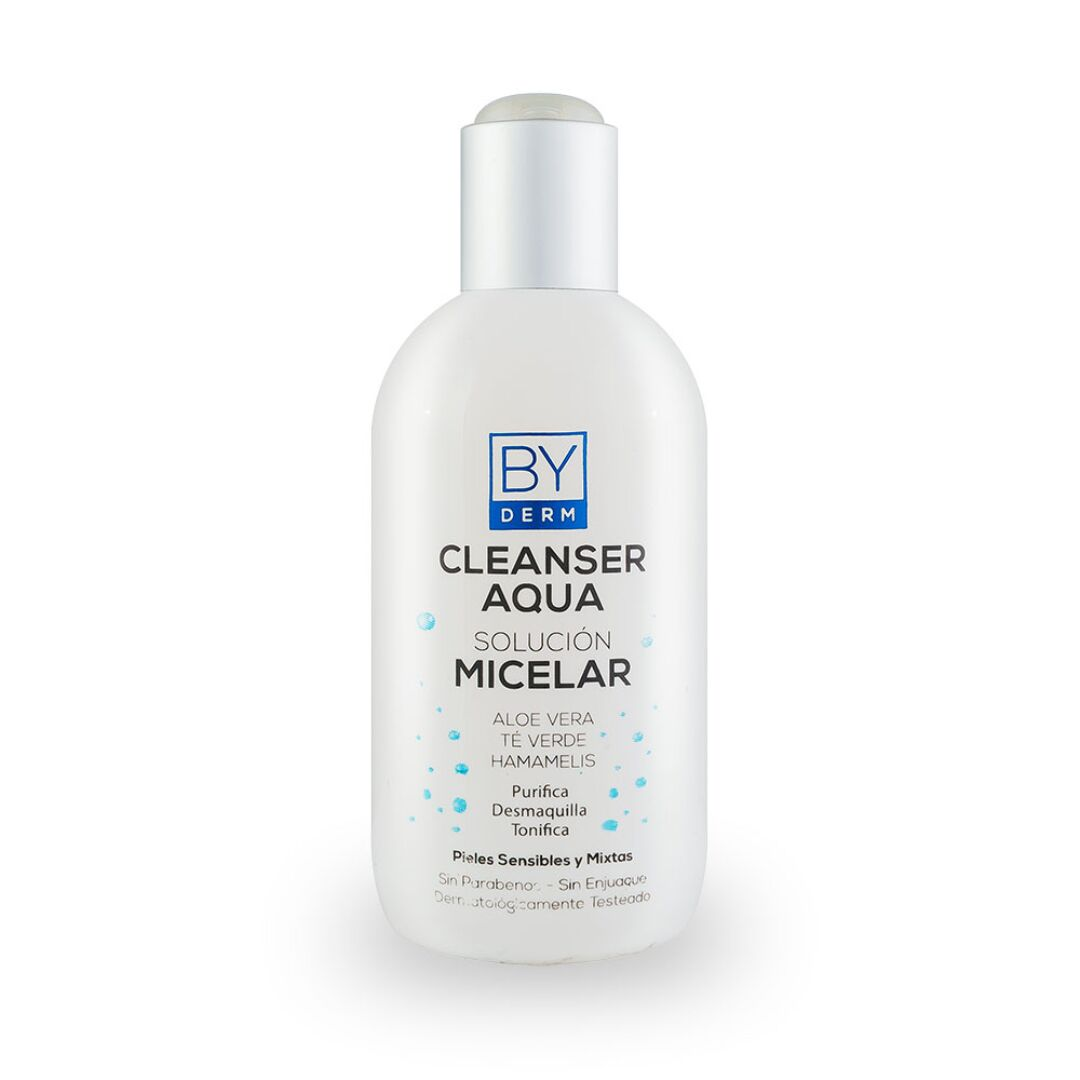 BY
DERM
CLEANSER
AQUA
SOLUCIÓN
MICELAR
ALOE VERA
TÉ VERDE
HAMAMELIS
Purifica
Desmaquilla
Tonifica
Pieles Sensibles y Mixtas
Sin Parabenos - Sin Enjuague
Dermatológicamente Testeado